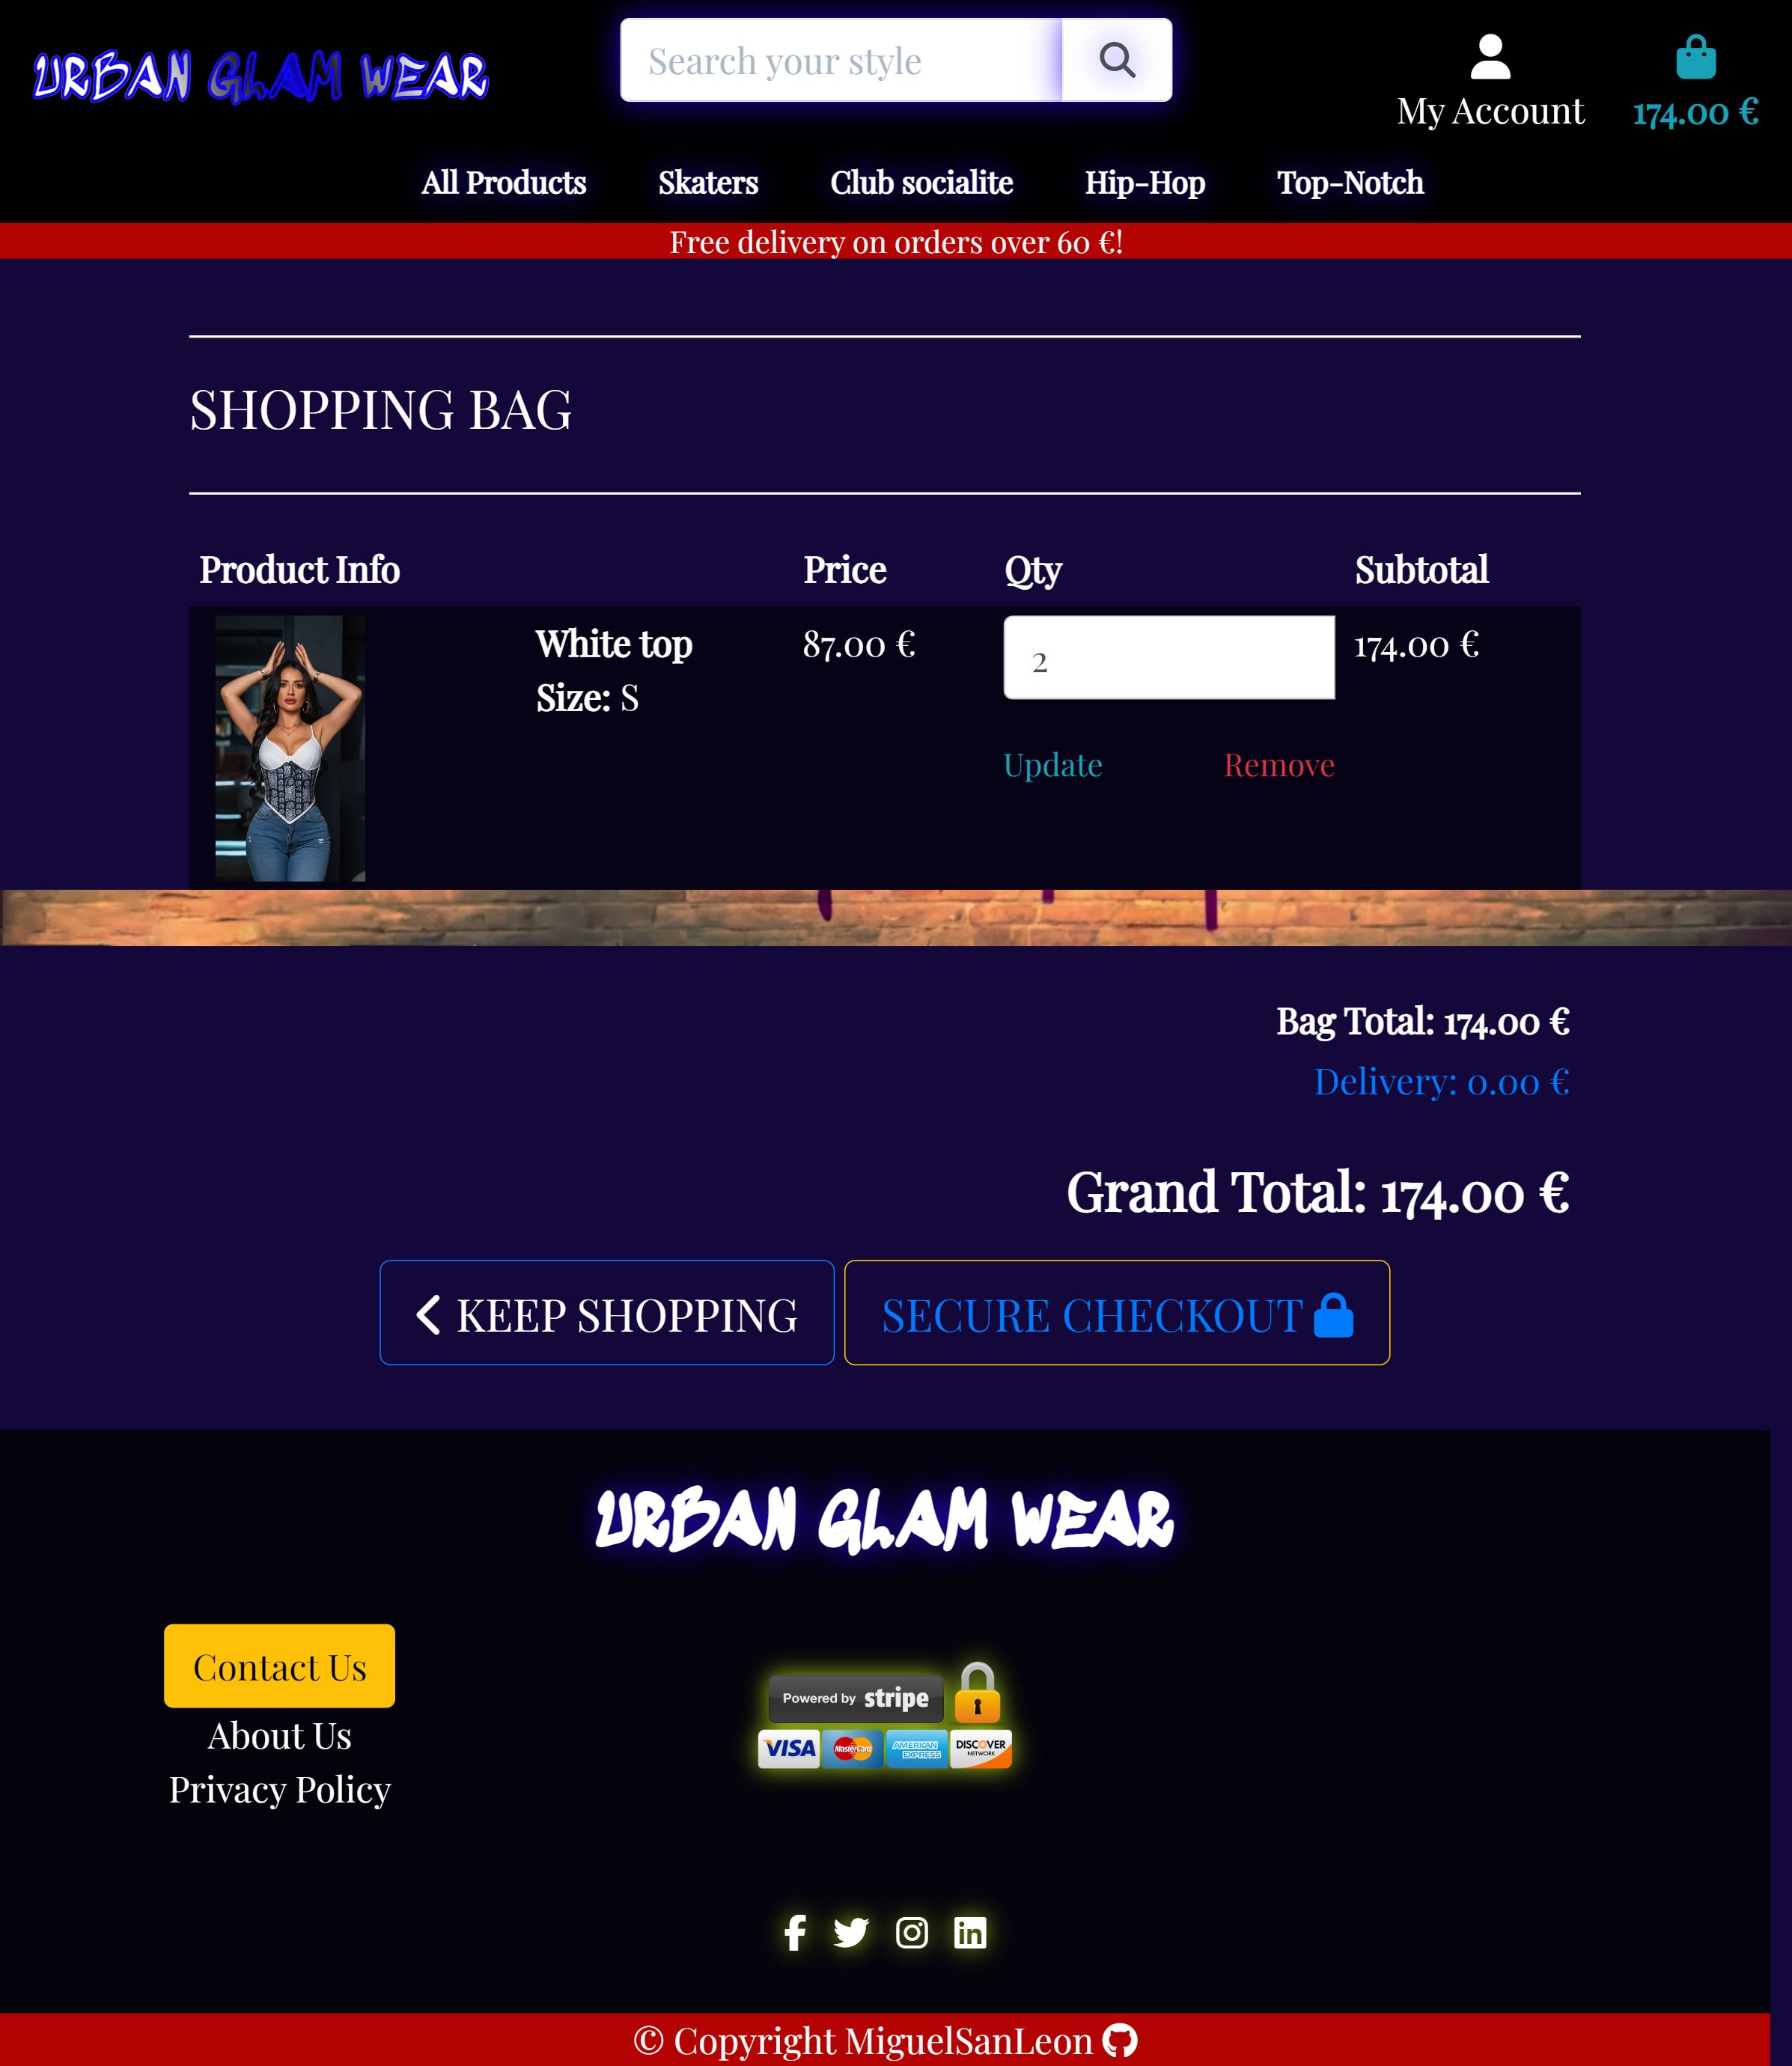 URBAN GLAM WEAR
Search your style
My Account
174.00 €
All Products Skaters Club socialite Hip-Hop Top-Notch
Free delivery on orders over 60 €!
SHOPPING BAG
Product Info Price Qty Subtotal
White top 87.00 € 2 174.00 €
Size: S
Update Remove
Bag Total: 174.00 €
Delivery: 0.00 €
Grand Total: 174.00 €
KEEP SHOPPING SECURE CHECKOUT
URBAN GLAM WEAR
Contact Us
About Us
Privacy Policy
Powered by stripe
VISA MasterCard AMERICAN EXPRESS DISCOVER NETWORK
© Copyright MiguelSanLeon